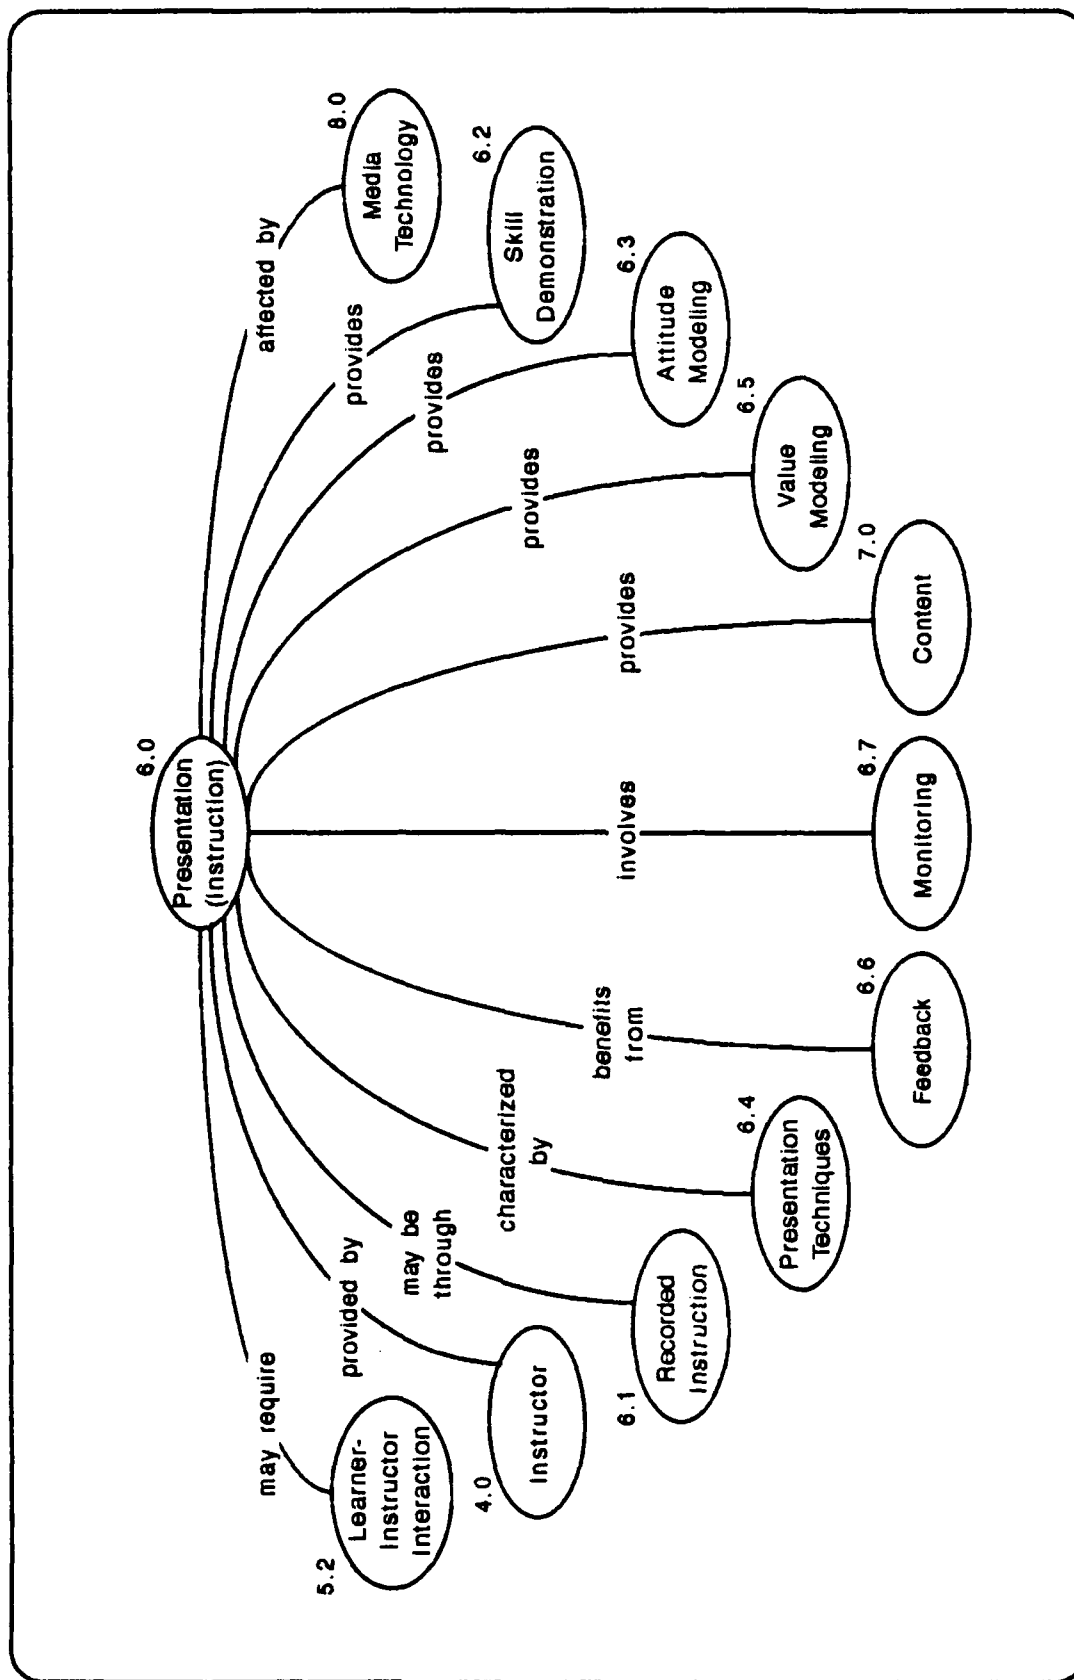 6.0
Presentation
(Instruction)
may require
5.2
Learner-
Instructor
Interaction
provided by
4.0
Instructor
may be
through
6.1
Recorded
Instruction
characterized
by
6.4
Presentation
Techniques
benefits
from
6.6
Feedback
involves
6.7
Monitoring
provides
7.0
Content
provides
6.5
Value
Modeling
provides
6.3
Attitude
Modeling
provides
6.2
Skill
Demonstration
affected by
8.0
Media
Technology